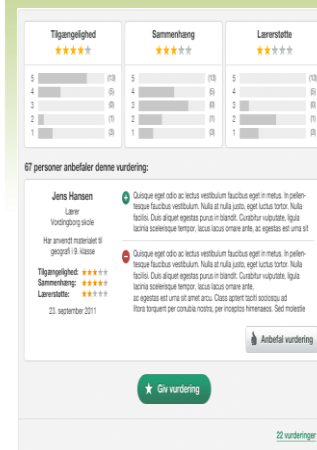 Tilgængelighed
Sammenhæng
Lærerstøtte
5 (13)
4 (5)
3 (0)
2 (1)
1 (3)
5 (13)
4 (5)
3 (0)
2 (1)
1 (3)
5 (13)
4 (5)
3 (0)
2 (1)
1 (3)
67 personer anbefaler denne vurdering:
Jens Hansen
Lærer
Vordingborg skole
Har anvendt materialet til
geografi i 9. klasse
Tilgængelighed:
Sammenhæng:
Lærerstøtte:
23. september 2011
Quisque eget odio ac lectus vestibulum faucibus eget in metus. In pellen-
tesque faucibus vestibulum. Nulla at nulla justo, eget luctus tortor. Nulla
facilisi. Duis aliquet egestas purus in blandit. Curabitur vulputate, ligula
lacinia scelerisque tempor, lacus lacus ornare ante, ac egestas est urna sit
Quisque eget odio ac lectus vestibulum faucibus eget in metus. In pellen-
tesque faucibus vestibulum. Nulla at nulla justo, eget luctus tortor. Nulla
facilisi. Duis aliquet egestas purus in blandit. Curabitur vulputate, ligula
lacinia scelerisque tempor, lacus lacus ornare ante,
ac egestas est urna sit amet arcu. Class aptent taciti sociosqu ad
litora torquent per conubia nostra, per inceptos himenaeos. Sed molestie
Anbefal vurdering
Giv vurdering
22 vurderinger